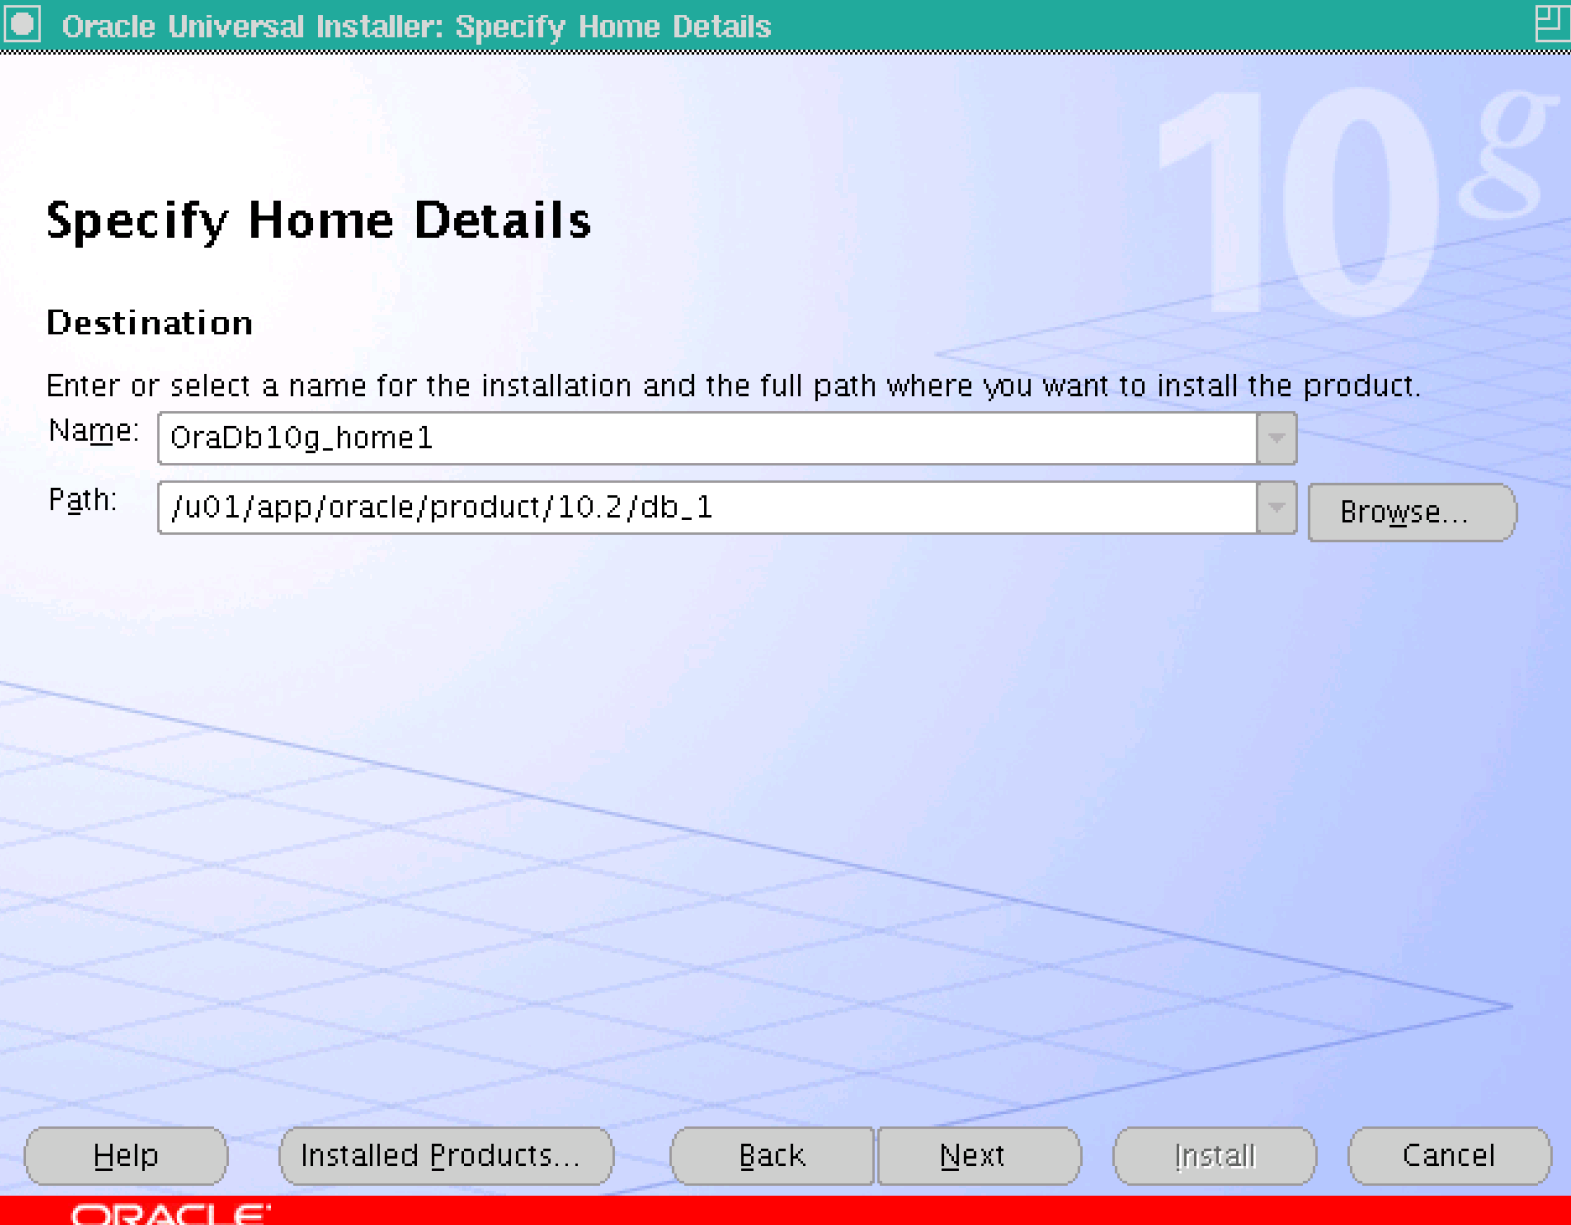 Oracle Universal Installer: Specify Home Details
10g
Specify Home Details
Destination
Enter or select a name for the installation and the full path where you want to install the product.
Name: OraDb10g_home1
Path: /u01/app/oracle/product/10.2/db_1 Browse...
Help Installed Products... Back Next Install Cancel
ORACLE